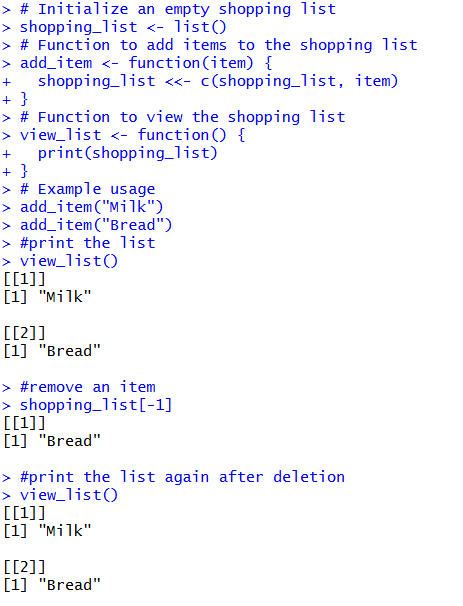 > # Initialize an empty shopping list
> shopping_list <- list()
> # Function to add items to the shopping list
> add_item <- function(item) {
+   shopping_list <<- c(shopping_list, item)
+ }
> # Function to view the shopping list
> view_list <- function() {
+   print(shopping_list)
+ }
> # Example usage
> add_item("Milk")
> add_item("Bread")
> #print the list
> view_list()
[[1]]
[1] "Milk"

[[2]]
[1] "Bread"

> #remove an item
> shopping_list[-1]
[[1]]
[1] "Bread"

> #print the list again after deletion
> view_list()
[[1]]
[1] "Milk"

[[2]]
[1] "Bread"